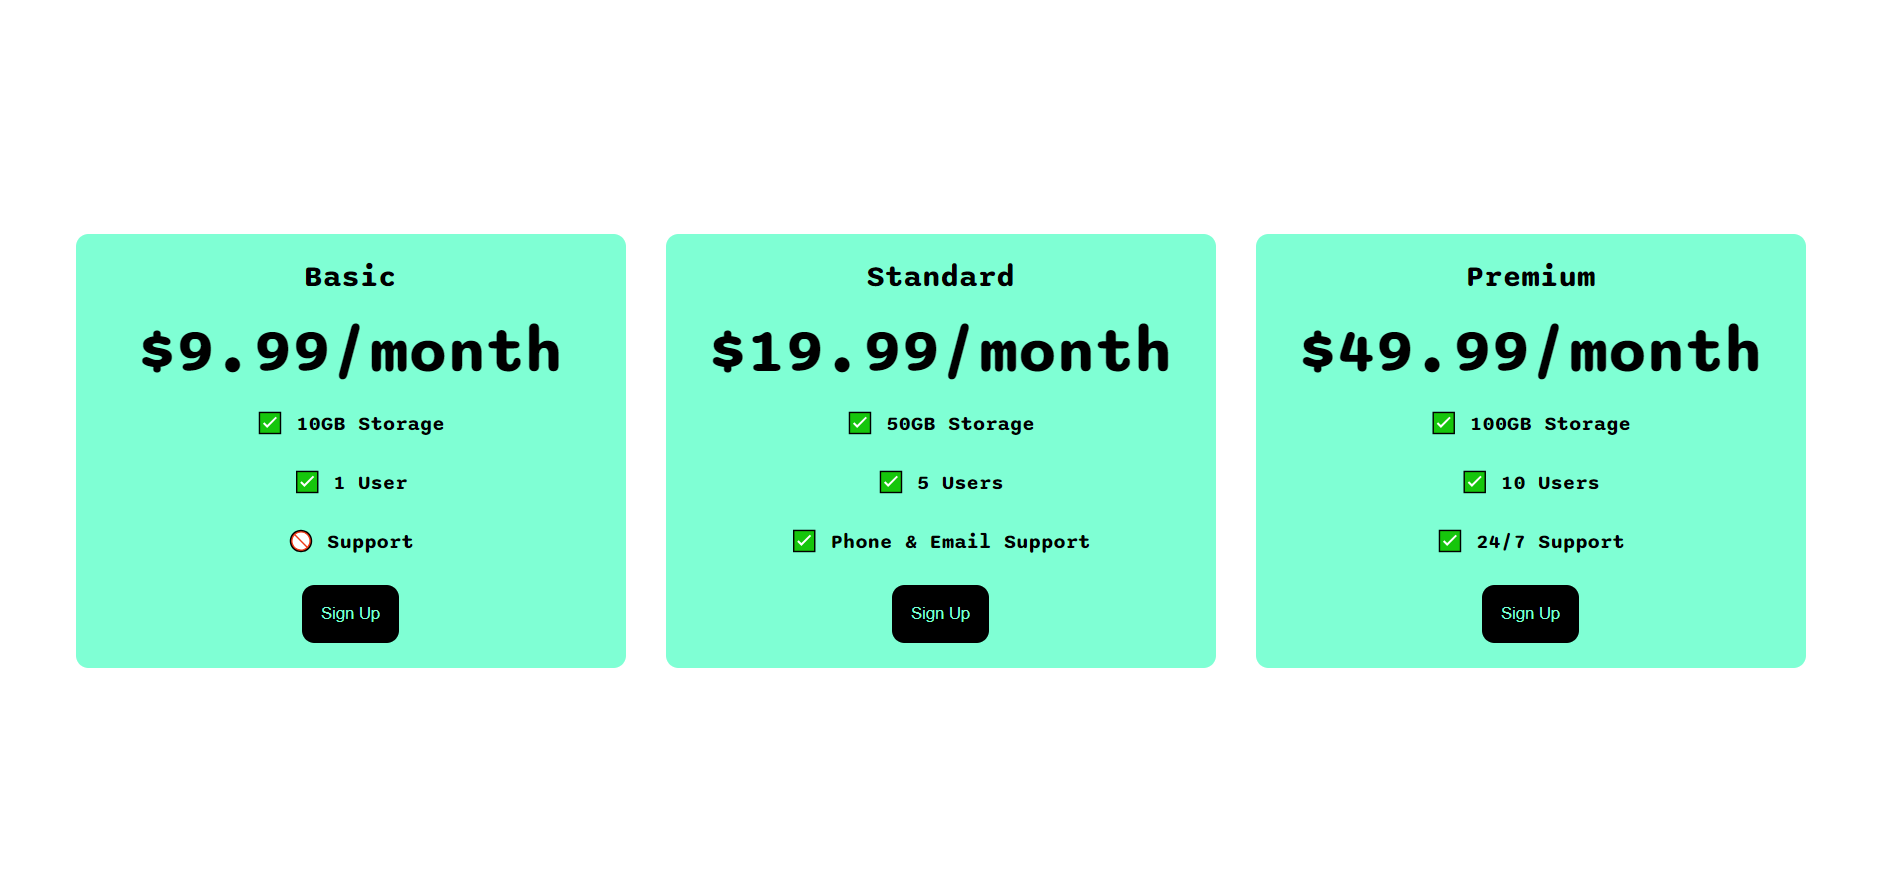 Basic
$9.99/month
✅ 10GB Storage
✅ 1 User
🚫 Support
Sign Up
Standard
$19.99/month
✅ 50GB Storage
✅ 5 Users
✅ Phone & Email Support
Sign Up
Premium
$49.99/month
✅ 100GB Storage
✅ 10 Users
✅ 24/7 Support
Sign Up